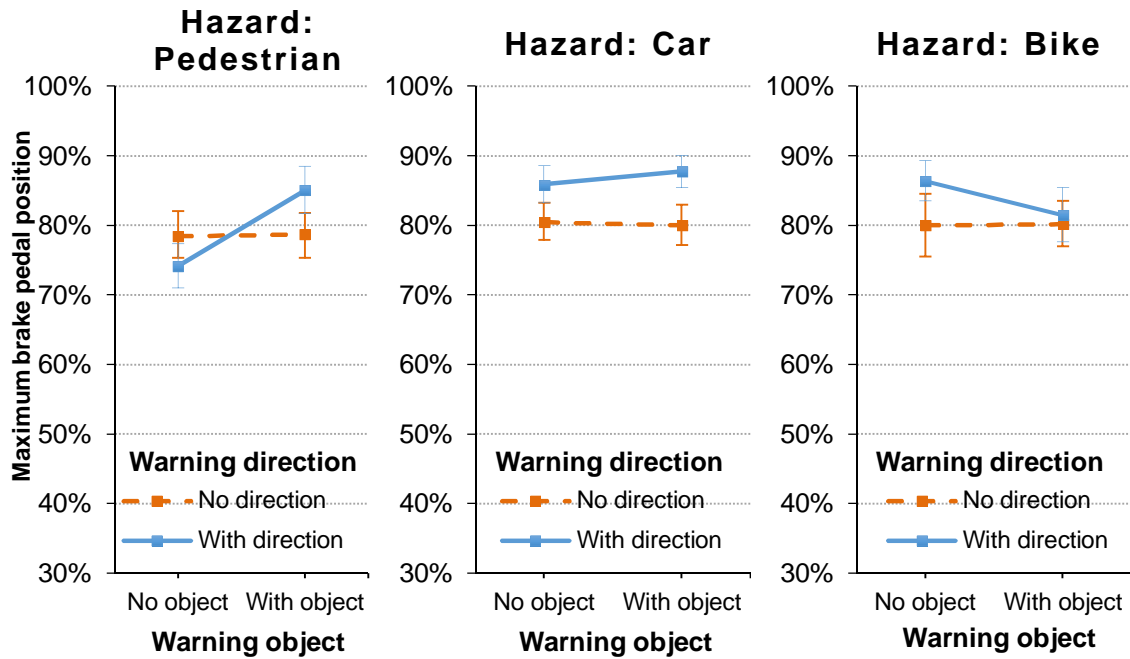 Hazard:
Pedestrian
Maximum brake pedal position
100%
90%
80%
70%
60%
50%
40%
30%
Warning direction
No direction
With direction
No object
With object
Warning object
Hazard: Car
100%
90%
80%
70%
60%
50%
40%
30%
Warning direction
No direction
With direction
No object
With object
Warning object
Hazard: Bike
100%
90%
80%
70%
60%
50%
40%
30%
Warning direction
No direction
With direction
No object
With object
Warning object